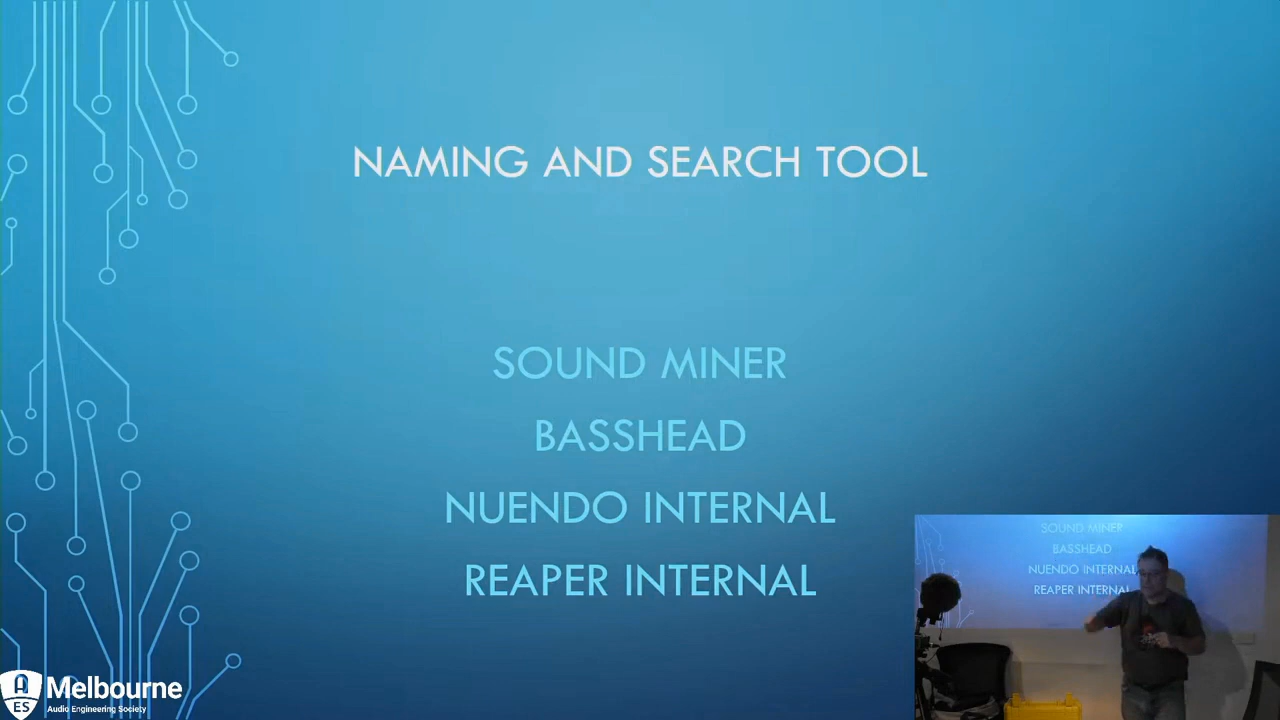 NAMING AND SEARCH TOOL
SOUND MINER
BASSHEAD
NUENDO INTERNAL
REAPER INTERNAL
SOUND MINER
BASSHEAD
NUENDO INTERNAL
REAPER INTERNAL
A
ES
Melbourne
Audio Engineering Society